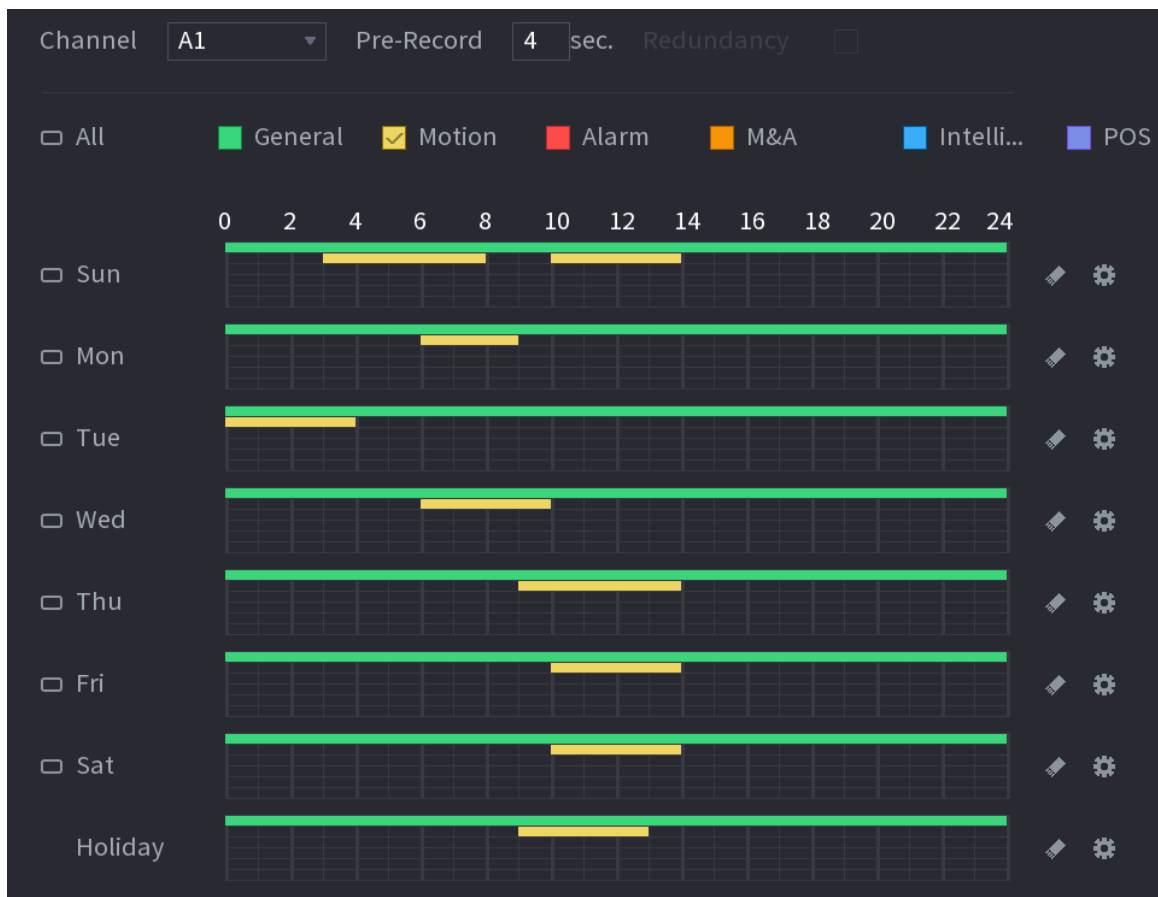 Channel A1 Pre-Record 4 sec. Redundancy
All General Motion Alarm M&A Intelli... POS
0 2 4 6 8 10 12 14 16 18 20 22 24
Sun
Mon
Tue
Wed
Thu
Fri
Sat
Holiday